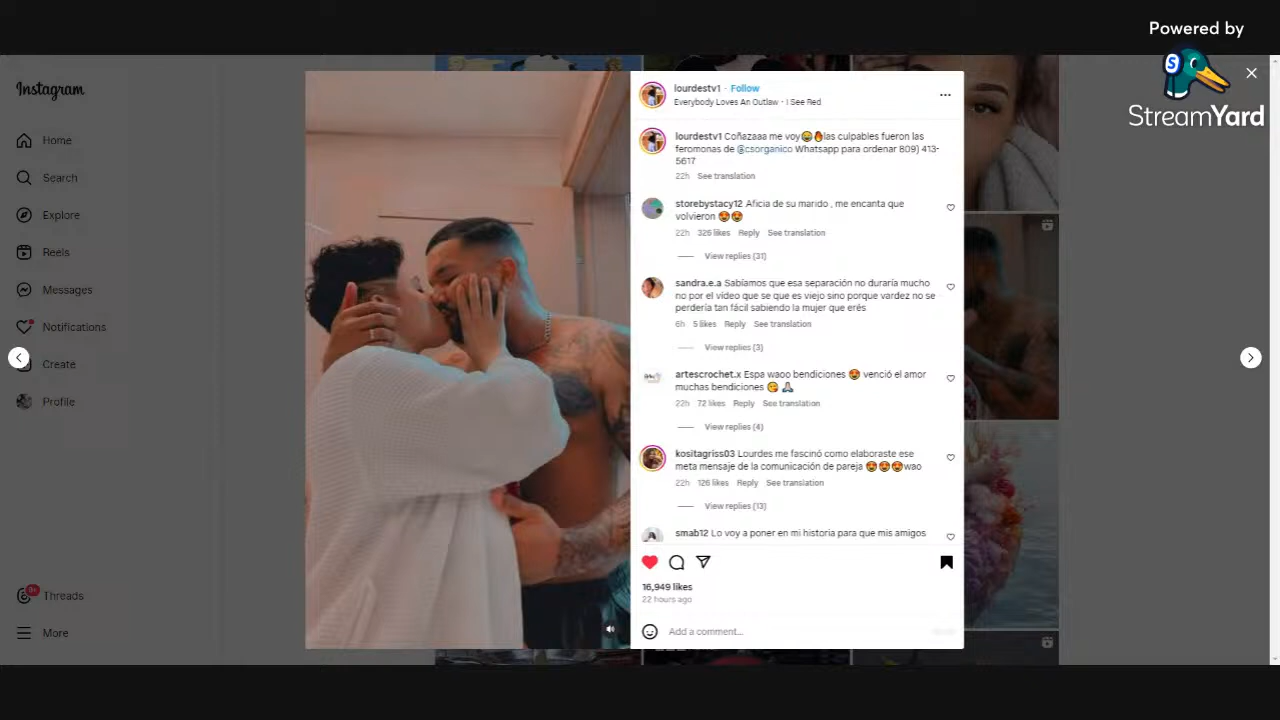 Powered by
StreamYard
Instagram
Home
Search
Explore
Reels
Messages
Notifications
Create
Profile
9+
Threads
More
lourdestv1 · Follow
Everybody Loves An Outlaw · I See Red
lourdestv1 Coñazaaa me voy😭🔥las culpables fueron las
feromonas de @csorganico Whatsapp para ordenar 809) 413-
5617
22h See translation
storebystacy12 Aficia de su marido , me encanta que
volvieron 😍😍
22h 326 likes Reply See translation
View replies (31)
sandra.e.a Sabíamos que esa separación no duraría mucho
no por el vídeo que se que es viejo sino porque vardez no se
perdería tan fácil sabiendo la mujer que erés
6h 5 likes Reply See translation
View replies (3)
artescrochet.x Espa waoo bendiciones 😍 venció el amor
muchas bendiciones 😘 🙏
22h 72 likes Reply See translation
View replies (4)
kositagriss03 Lourdes me fascinó como elaboraste ese
meta mensaje de la comunicación de pareja 😍😍😍wao
22h 126 likes Reply See translation
View replies (13)
smab12 Lo voy a poner en mi historia para que mis amigos
16,949 likes
22 hours ago
Add a comment...